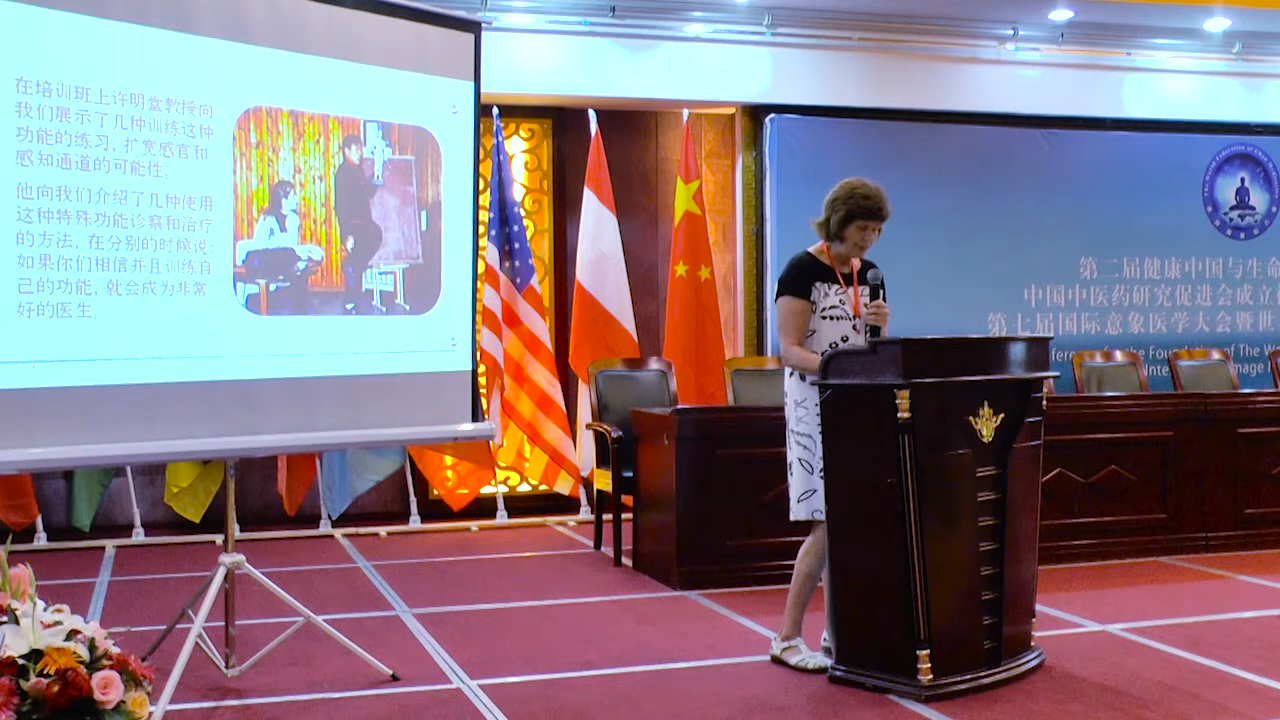 在培训班上许明堂教授向
我们展示了几种训练这种
功能的练习, 扩宽感官和
感知通道的可能性.
他向我们介绍了几种使用
这种特殊功能诊察和治疗
的方法, 在分别的时候说:
如果你们相信并且训练自
己的功能, 就会成为非常
好的医生.
第二届健康中国与生命
中国中医药研究促进会成立
第七届国际意象医学大会暨世
for the Foundation of The